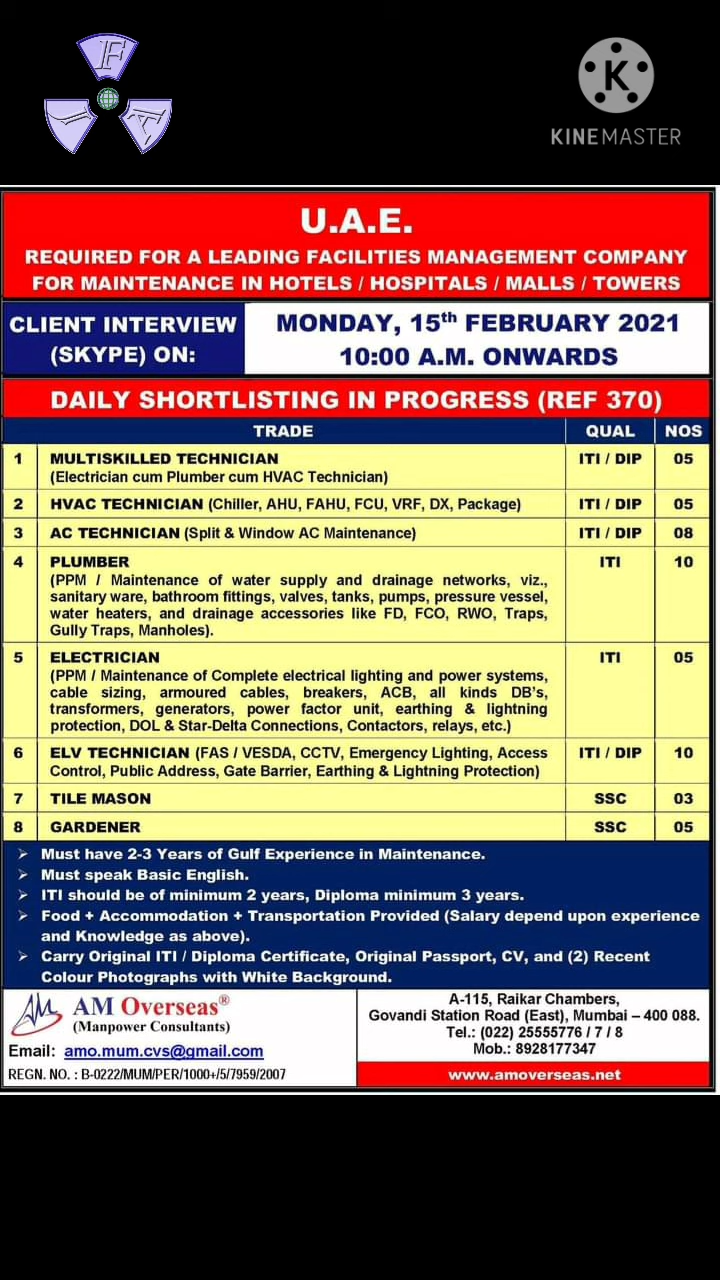 IF
T
K
KINEMASTER
U.A.E.
REQUIRED FOR A LEADING FACILITIES MANAGEMENT COMPANY
FOR MAINTENANCE IN HOTELS / HOSPITALS / MALLS / TOWERS
CLIENT INTERVIEW
(SKYPE) ON:
MONDAY, 15th FEBRUARY 2021
10:00 A.M. ONWARDS
DAILY SHORTLISTING IN PROGRESS (REF 370)
TRADE QUAL NOS
1 MULTISKILLED TECHNICIAN ITI / DIP 05
(Electrician cum Plumber cum HVAC Technician)
2 HVAC TECHNICIAN (Chiller, AHU, FAHU, FCU, VRF, DX, Package) ITI / DIP 05
3 AC TECHNICIAN (Split & Window AC Maintenance) ITI / DIP 08
4 PLUMBER ITI 10
(PPM / Maintenance of water supply and drainage networks, viz.,
sanitary ware, bathroom fittings, valves, tanks, pumps, pressure vessel,
water heaters, and drainage accessories like FD, FCO, RWO, Traps,
Gully Traps, Manholes).
5 ELECTRICIAN ITI 05
(PPM / Maintenance of Complete electrical lighting and power systems,
cable sizing, armoured cables, breakers, ACB, all kinds DB's,
transformers, generators, power factor unit, earthing & lightning
protection, DOL & Star-Delta Connections, Contactors, relays, etc.)
6 ELV TECHNICIAN (FAS / VESDA, CCTV, Emergency Lighting, Access ITI / DIP 10
Control, Public Address, Gate Barrier, Earthing & Lightning Protection)
7 TILE MASON SSC 03
8 GARDENER SSC 05
➢ Must have 2-3 Years of Gulf Experience in Maintenance.
➢ Must speak Basic English.
➢ ITI should be of minimum 2 years, Diploma minimum 3 years.
➢ Food + Accommodation + Transportation Provided (Salary depend upon experience
and Knowledge as above).
➢ Carry Original ITI / Diploma Certificate, Original Passport, CV, and (2) Recent
Colour Photographs with White Background.
AM AM Overseas®
(Manpower Consultants)
Email: amo.mum.cvs@gmail.com
REGN. NO. : B-0222/MUM/PER/1000+/5/7959/2007
A-115, Raikar Chambers,
Govandi Station Road (East), Mumbai – 400 088.
Tel.: (022) 25555776 / 7 / 8
Mob.: 8928177347
www.amoverseas.net